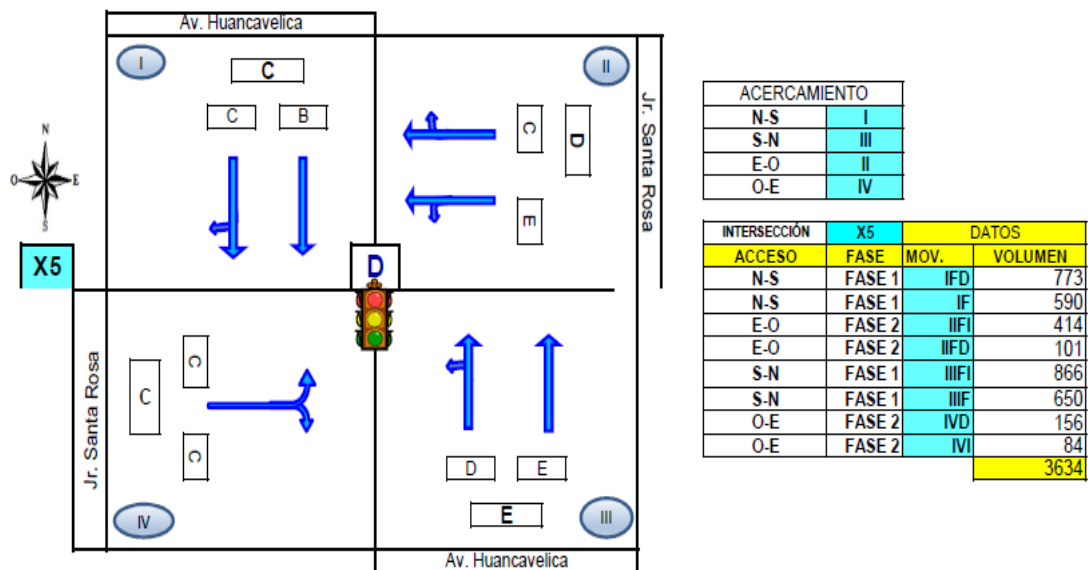 Av. Huancavelica
I
C
C
B
II
C
D
E
Jr. Santa Rosa
N
O
E
S
X5
D
Jr. Santa Rosa
C
C
C
IV
D
E
E
III
Av. Huancavelica
ACERCAMIENTO
N-S I
S-N III
E-O II
O-E IV
INTERSECCIÓN X5 DATOS
ACCESO FASE MOV. VOLUMEN
N-S FASE 1 IFD 773
N-S FASE 1 IF 590
E-O FASE 2 IIFI 414
E-O FASE 2 IIFD 101
S-N FASE 1 IIIFI 866
S-N FASE 1 IIIF 650
O-E FASE 2 IVD 156
O-E FASE 2 IVI 84
3634